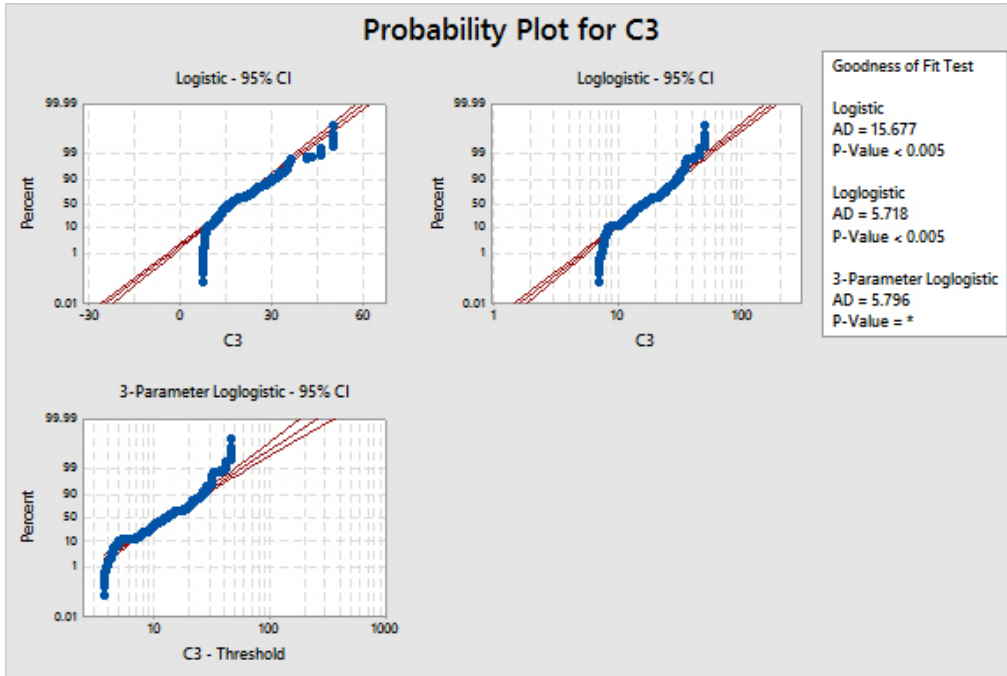 Probability Plot for C3
Logistic - 95% CI
99.99
99
90
50
10
1
0.01
Percent
-30 0 30 60
C3
Loglogistic - 95% CI
99.99
99
90
50
10
1
0.01
Percent
1 10 100
C3
Goodness of Fit Test
Logistic
AD = 15.677
P-Value < 0.005
Loglogistic
AD = 5.718
P-Value < 0.005
3-Parameter Loglogistic
AD = 5.796
P-Value = *
3-Parameter Loglogistic - 95% CI
99.99
99
90
50
10
1
0.01
Percent
10 100 1000
C3 - Threshold